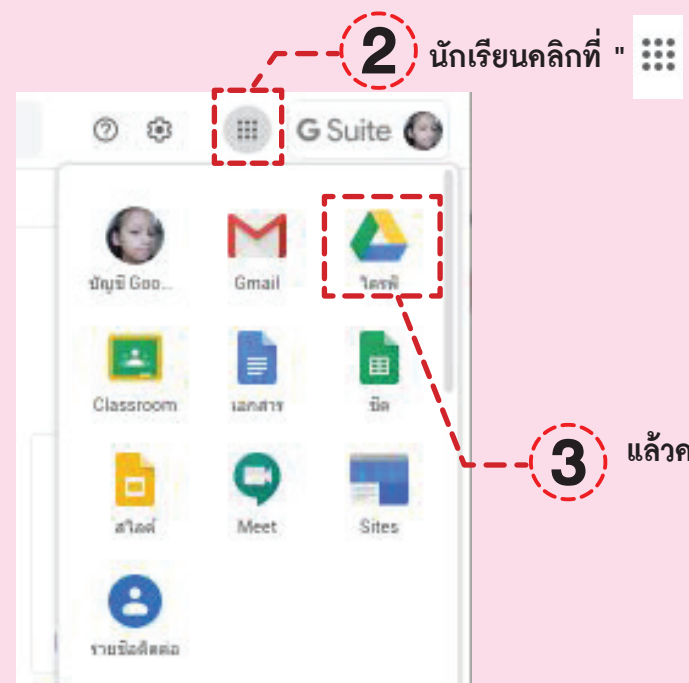 2 นักเรียนคลิกที่ "
G Suite
บัญชี Goo... Gmail ไดรฟ์
Classroom เอกสาร ชีต
สไลด์ Meet Sites
3 แล้วค
รายชื่อติดต่อ